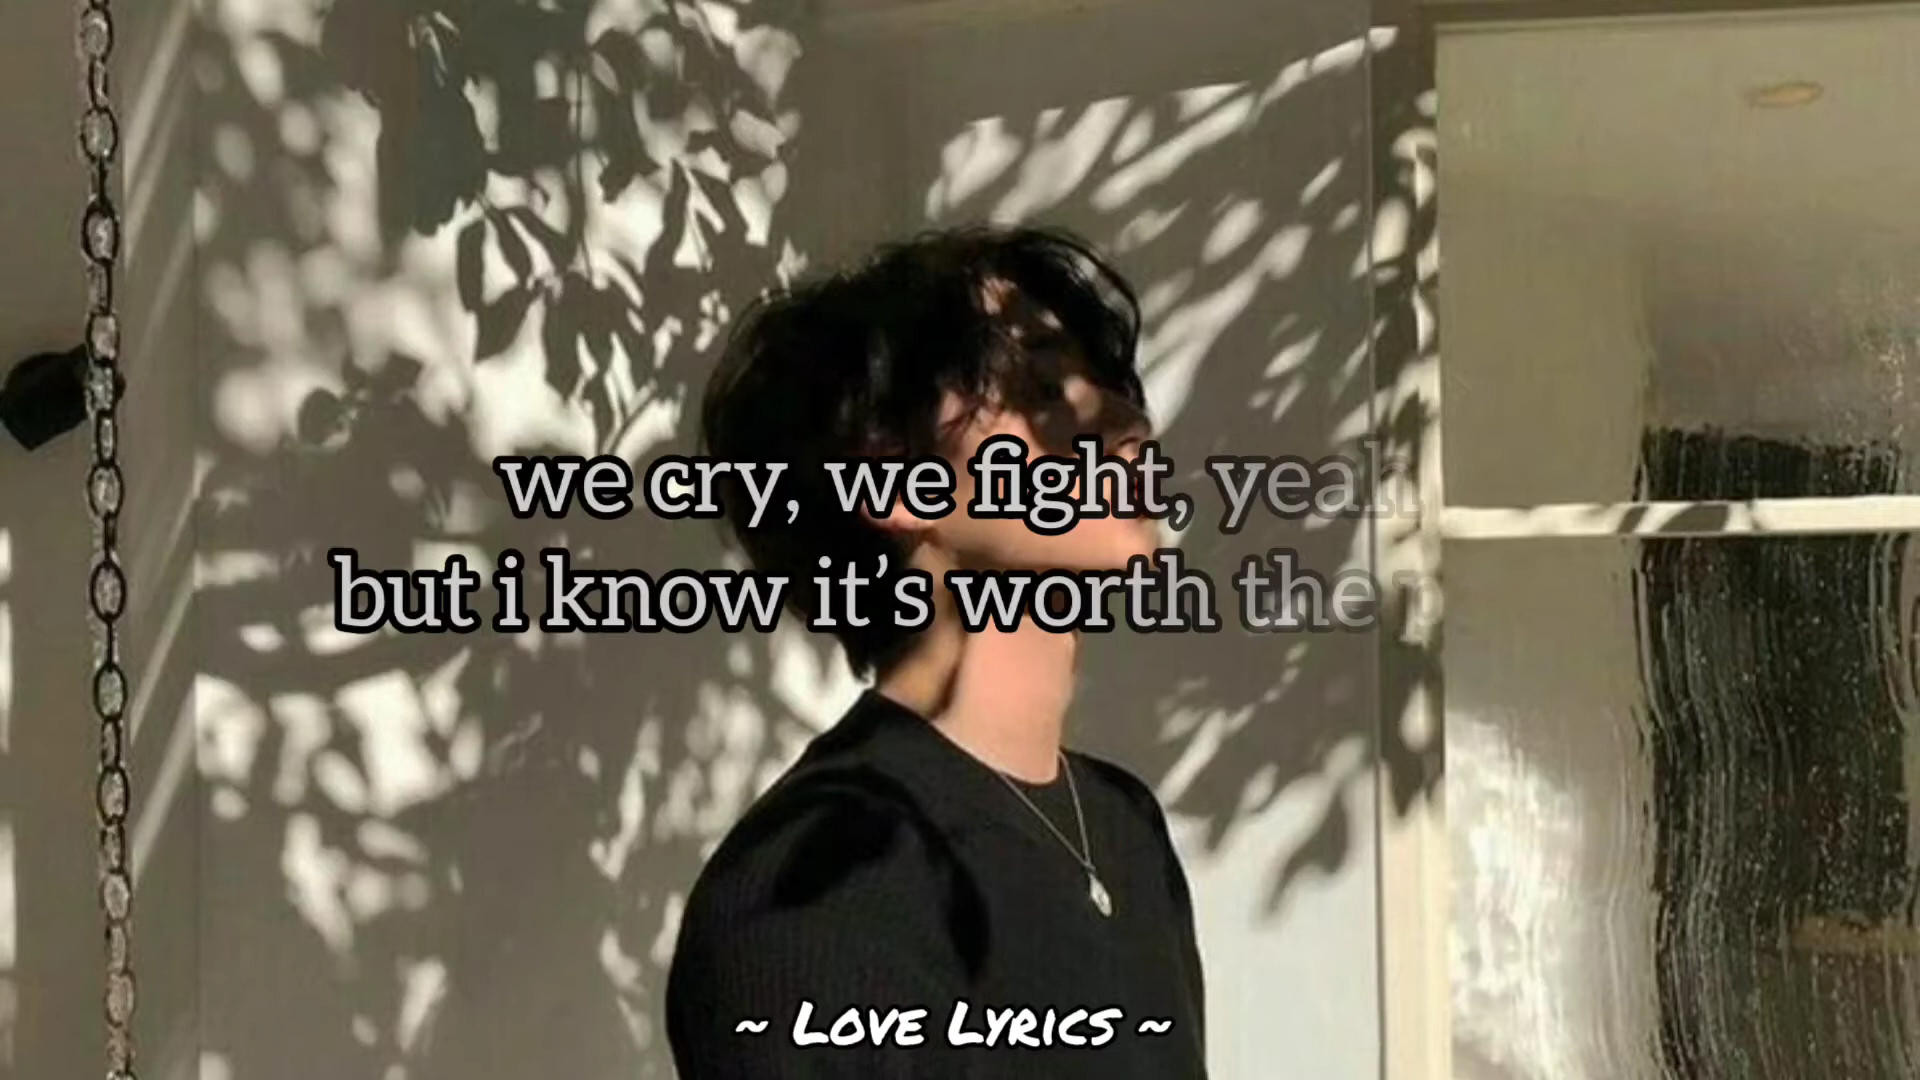 we cry, we fight, yeah
but i know it's worth the
~ Love Lyrics ~